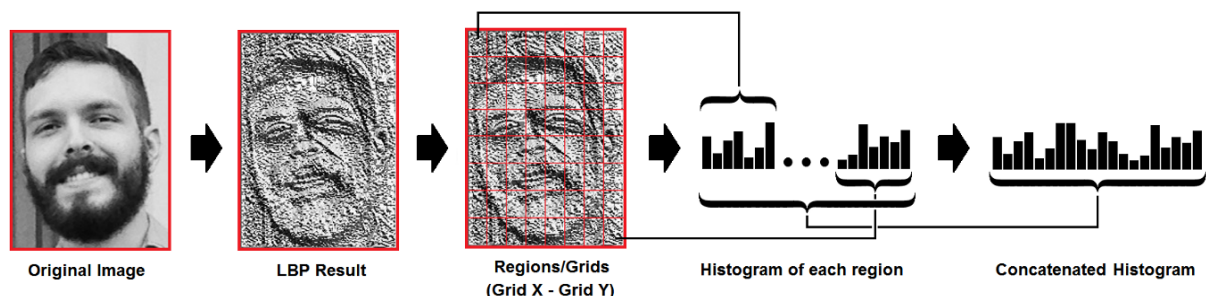 Original Image
LBP Result
Regions/Grids
(Grid X - Grid Y)
Histogram of each region
Concatenated Histogram